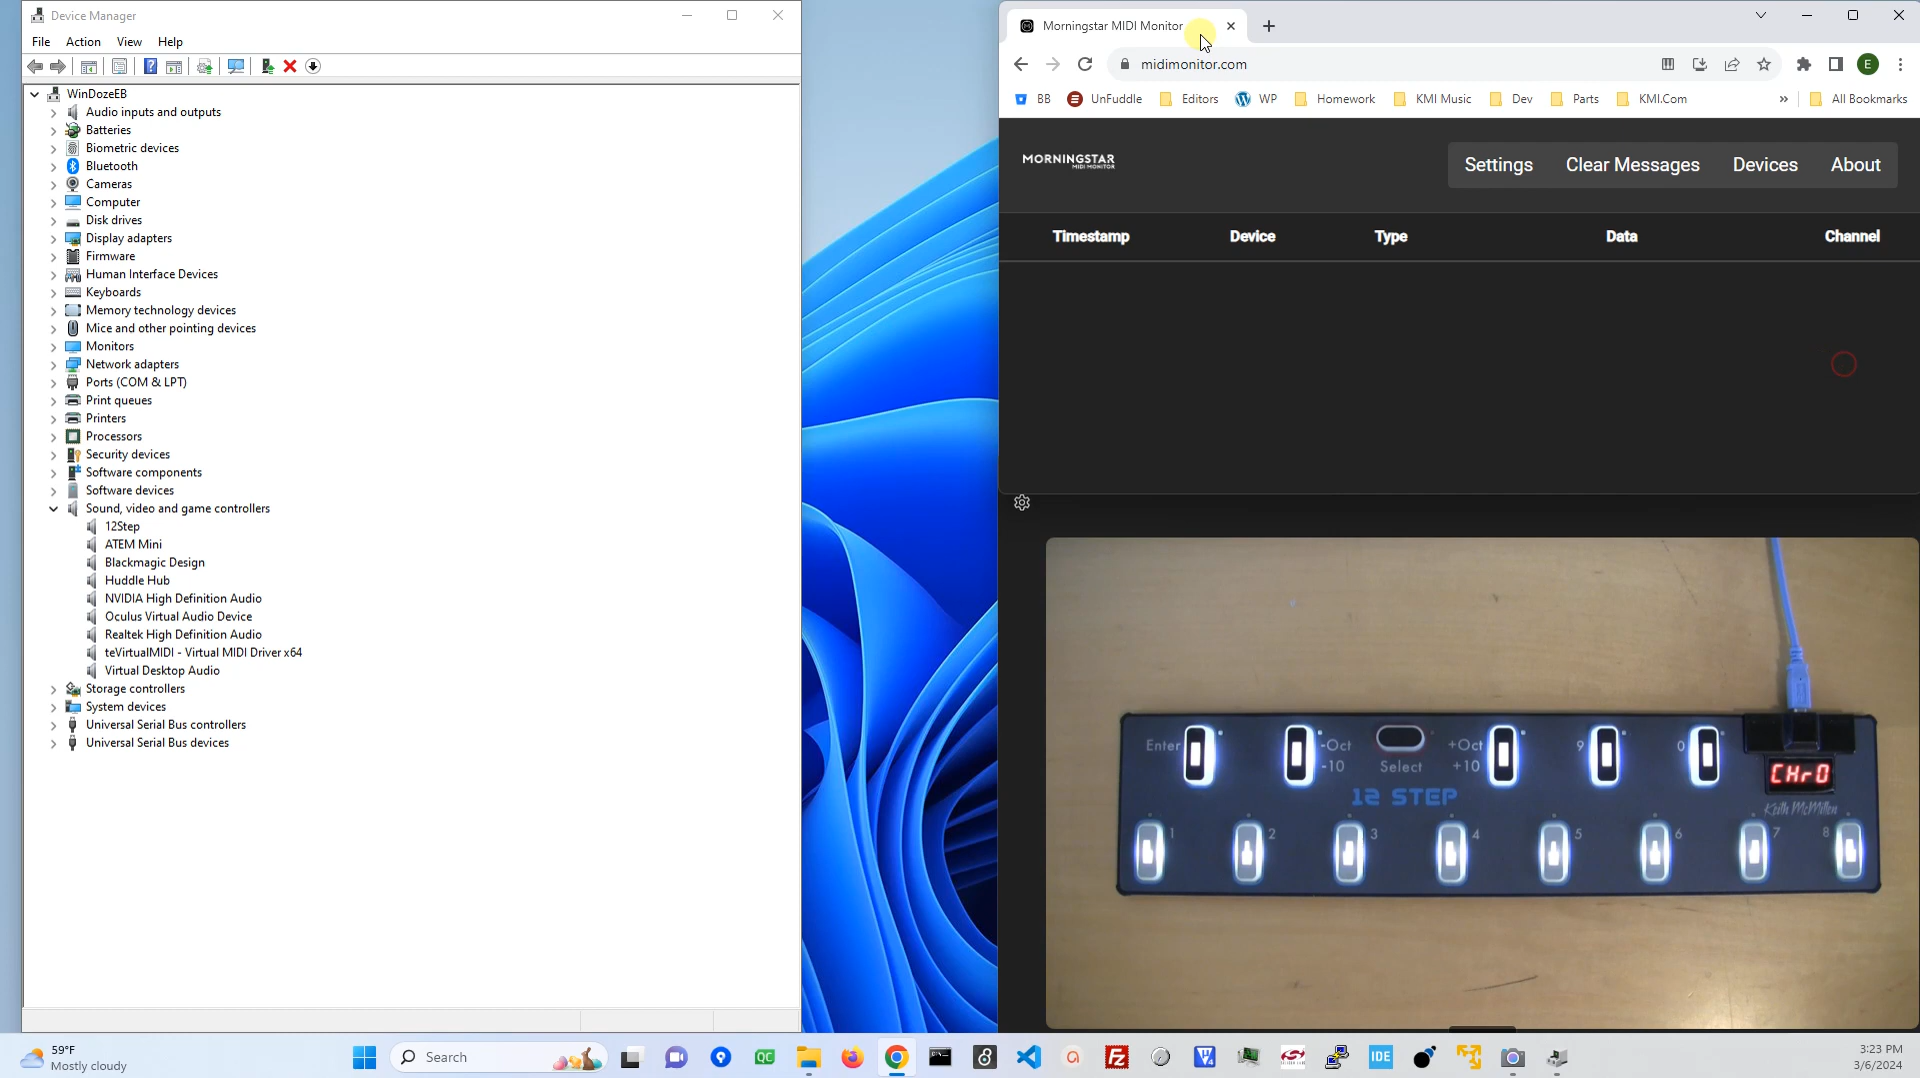 Device Manager
File Action View Help
WinDozeEB
Audio inputs and outputs
Batteries
Biometric devices
Bluetooth
Cameras
Computer
Disk drives
Display adapters
Firmware
Human Interface Devices
Keyboards
Memory technology devices
Mice and other pointing devices
Monitors
Network adapters
Ports (COM & LPT)
Print queues
Printers
Processors
Security devices
Software components
Software devices
Sound, video and game controllers
12Step
ATEM Mini
Blackmagic Design
Huddle Hub
NVIDIA High Definition Audio
Oculus Virtual Audio Device
Realtek High Definition Audio
teVirtualMIDI - Virtual MIDI Driver x64
Virtual Desktop Audio
Storage controllers
System devices
Universal Serial Bus controllers
Universal Serial Bus devices
Morningstar MIDI Monitor
midimonitor.com
E
BB UnFuddle Editors WP Homework KMI Music Dev Parts KMI.Com » All Bookmarks
MORNINGSTAR
MIDI MONITOR
Settings Clear Messages Devices About
Timestamp Device Type Data Channel
Enter -Oct +Oct 9 0
-10 Select +10
CHr0
12 STEP
Keith McMillen
1 2 3 4 5 6 7 8
59°F
Mostly cloudy
Search
QC
IDE
3:23 PM
3/6/2024